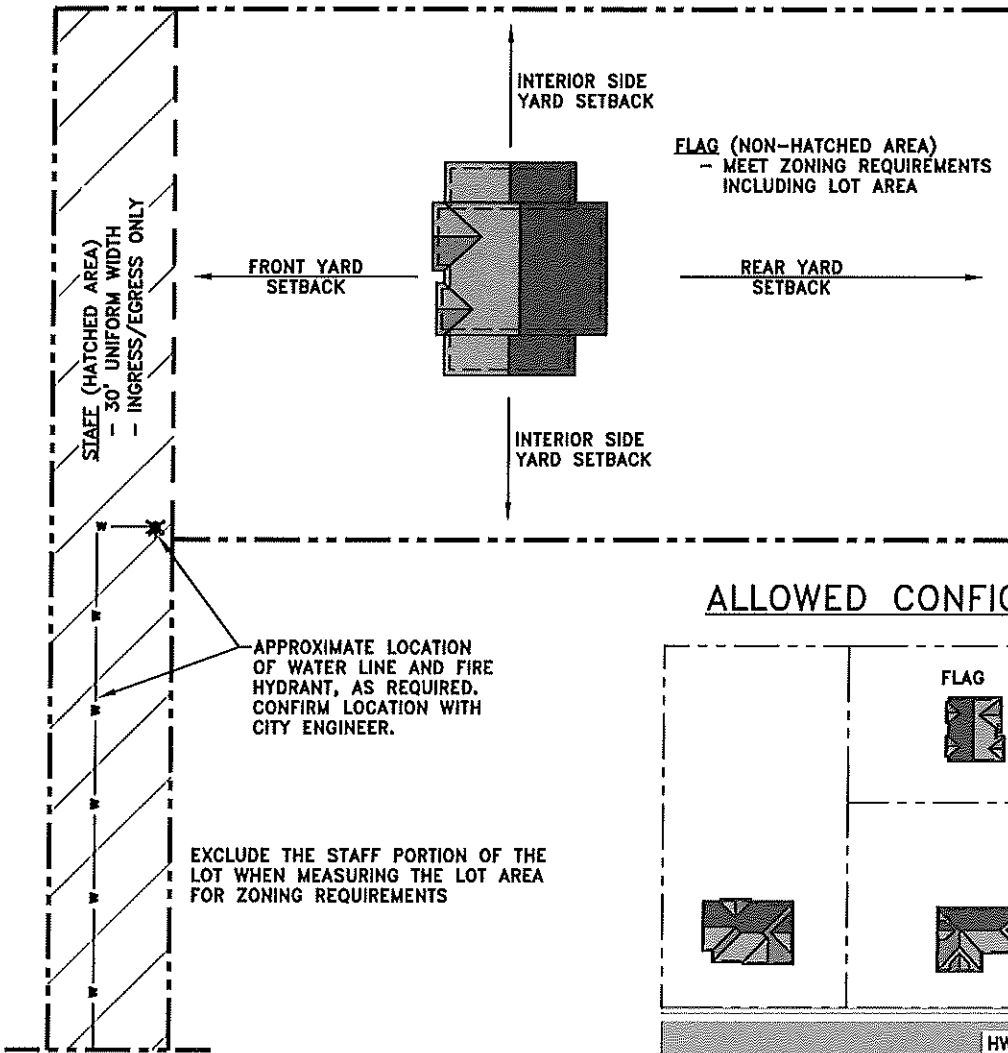 INTERIOR SIDE
YARD SETBACK
FLAG (NON-HATCHED AREA)
- MEET ZONING REQUIREMENTS
INCLUDING LOT AREA
STAFF (HATCHED AREA)
- 30' UNIFORM WIDTH
- INGRESS/EGRESS ONLY
FRONT YARD
SETBACK
REAR YARD
SETBACK
INTERIOR SIDE
YARD SETBACK
W
W
W
W
W
W
APPROXIMATE LOCATION
OF WATER LINE AND FIRE
HYDRANT, AS REQUIRED.
CONFIRM LOCATION WITH
CITY ENGINEER.
EXCLUDE THE STAFF PORTION OF THE
LOT WHEN MEASURING THE LOT AREA
FOR ZONING REQUIREMENTS
ALLOWED
FLAG